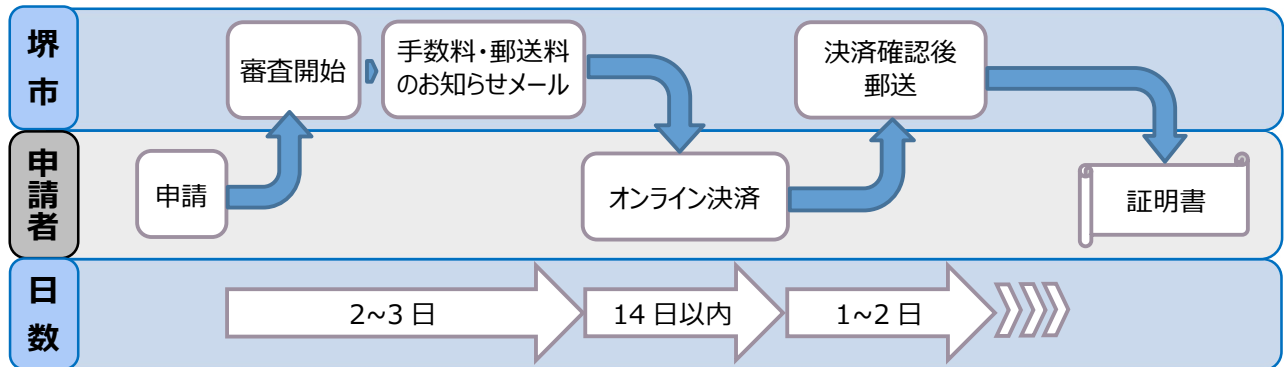 堺市
審査開始
手数料・郵送料
のお知らせメール
決済確認後
郵送
申請者
申請
オンライン決済
証明書
日数
2~3 日
14 日以内
1~2 日